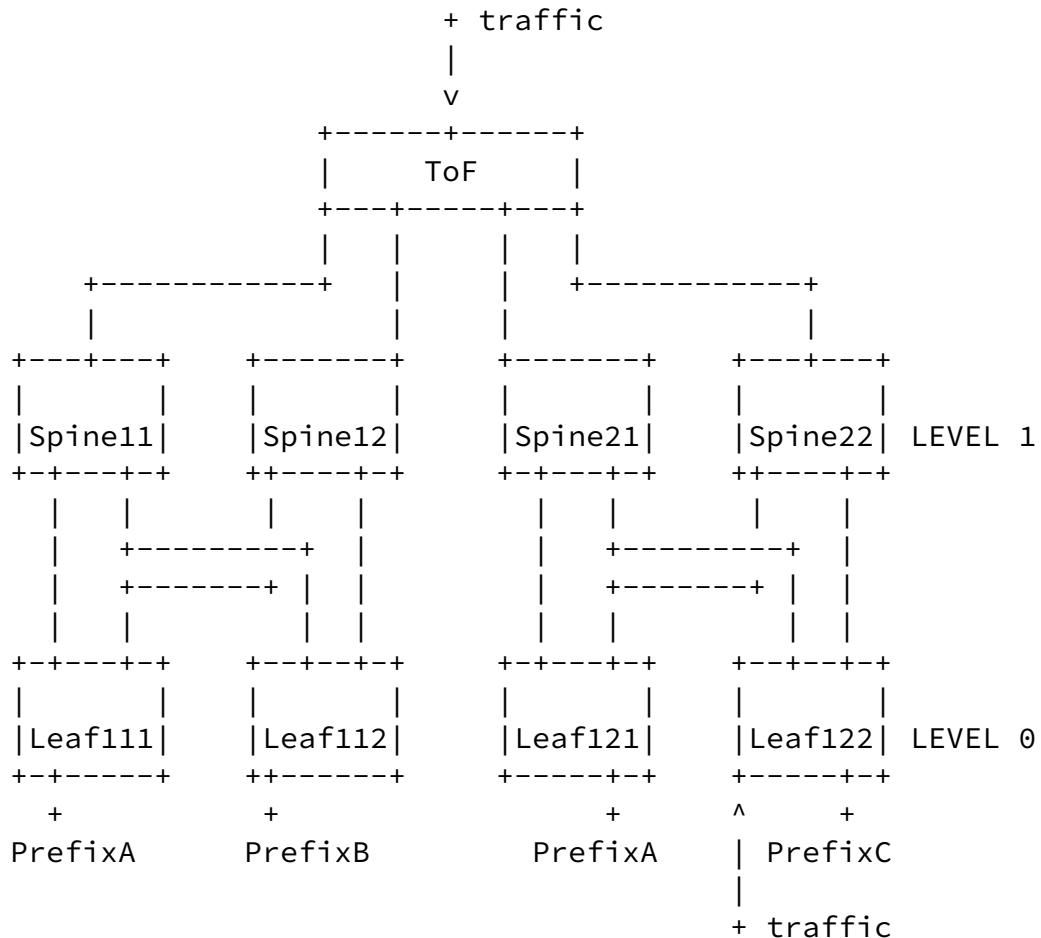 + traffic
ToF
Spine11 Spine12 Spine21 Spine22 LEVEL 1
Leaf111 Leaf112 Leaf121 Leaf122 LEVEL 0
PrefixA PrefixB PrefixA PrefixC
+ traffic